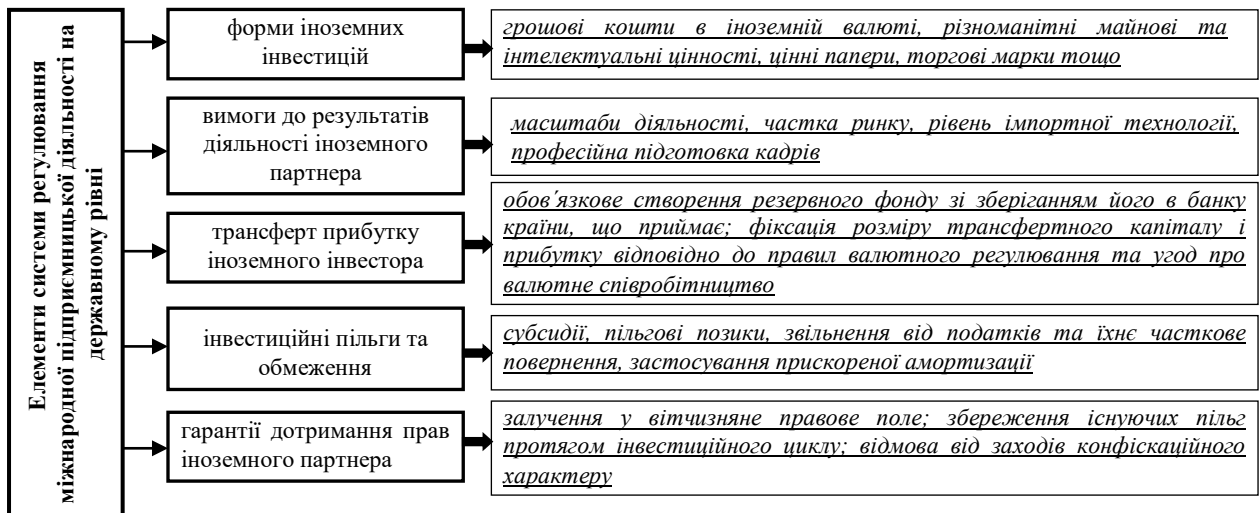 Елементи системи регулювання
міжнародної підприємницької діяльності на
державному рівні
форми іноземних
інвестицій
грошові кошти в іноземній валюті, різноманітні майнові та
інтелектуальні цінності, цінні папери, торгові марки тощо
вимоги до результатів
діяльності іноземного
партнера
масштаби діяльності, частка ринку, рівень імпортної технології,
професійна підготовка кадрів
трансферт прибутку
іноземного інвестора
обов´язкове створення резервного фонду зі зберіганням його в банку
країни, що приймає; фіксація розміру трансфертного капіталу і
прибутку відповідно до правил валютного регулювання та угод про
валютне співробітництво
інвестиційні пільги та
обмеження
субсидії, пільгові позики, звільнення від податків та їхнє часткове
повернення, застосування прискореної амортизації
гарантії дотримання прав
іноземного партнера
залучення у вітчизняне правове поле; збереження існуючих пільг
протягом інвестиційного циклу; відмова від заходів конфіскаційного
характеру